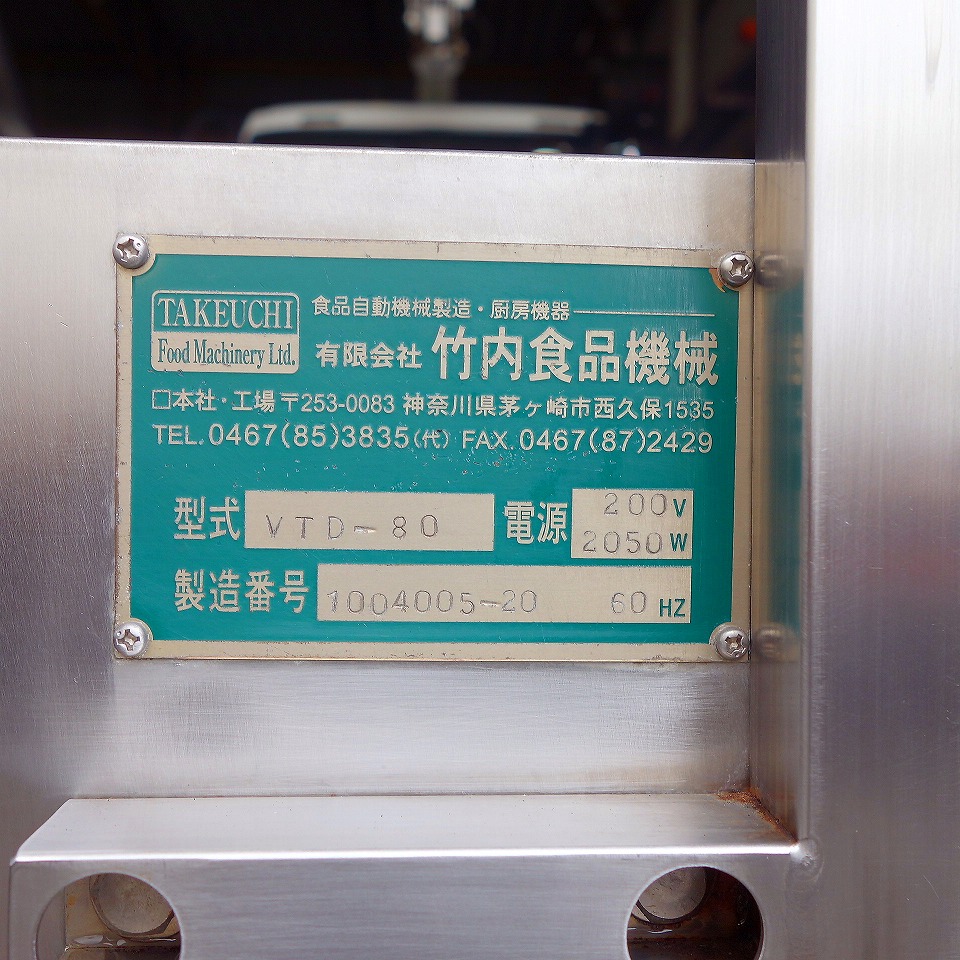 TAKEUCHI
Food Machinery Ltd.
食品自動機械製造・厨房機器
有限会社 竹内食品機械
□本社・工場〒253-0083 神奈川県茅ヶ崎市西久保1535
TEL.0467(85)3835(代) FAX.0467(87)2429
型式 VTD-80 電源 200V
2050W
製造番号 1004005-20 60 HZ